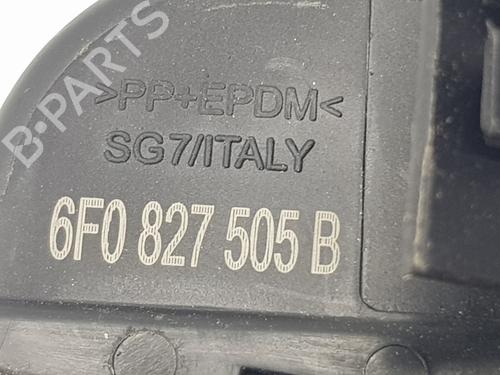 B-PARTS
>PP+EPDM<
SG7/ITALY
6F0 827 505 B